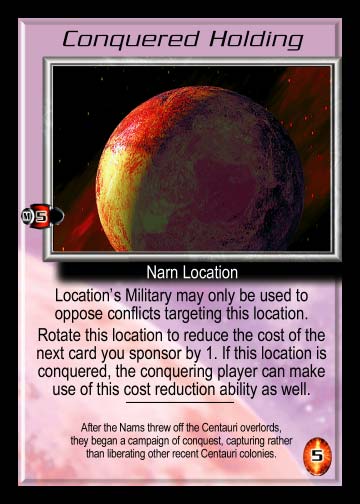 Conquered Holding
M 5
Narn Location
Location's Military may only be used to
oppose conflicts targeting this location.
Rotate this location to reduce the cost of the
next card you sponsor by 1. If this location is
conquered, the conquering player can make
use of this cost reduction ability as well.
After the Narns threw off the Centauri overlords,
they began a campaign of conquest, capturing rather
than liberating other recent Centauri colonies.
5